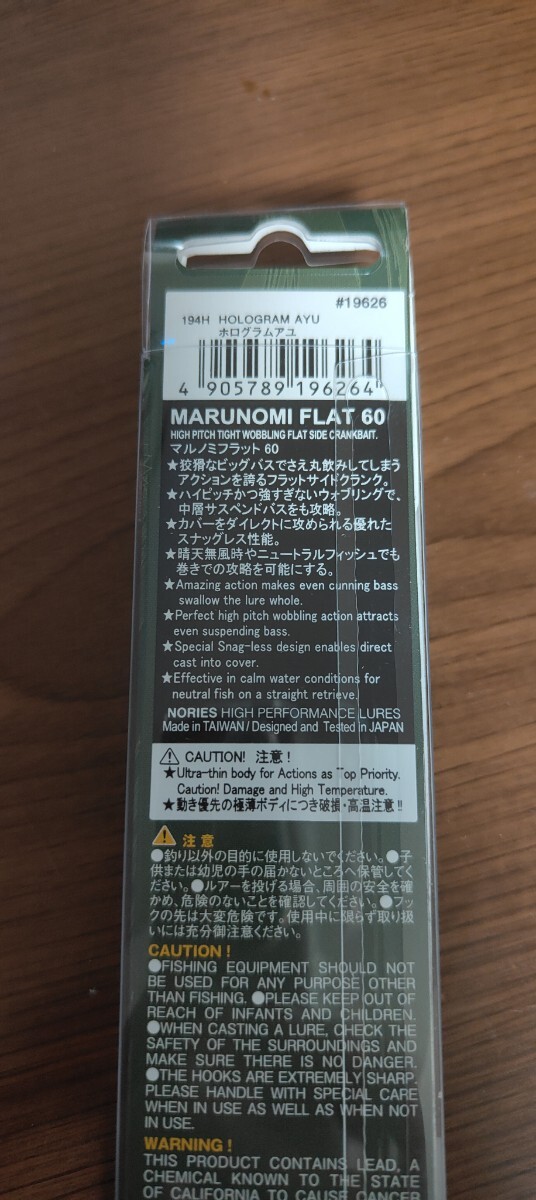 #19626
194H HOLOGRAM AYU
ホログラムアユ
4 905789 196264
MARUNOMI FLAT 60
HIGH PITCH TIGHT WOBBLING FLAT SIDE CRANKBAIT.
マルノミフラット 60
★狡猾なビッグバスでさえ丸飲みしてしまう
アクションを誇るフラットサイドクランク。
★ハイピッチかつ強すぎないウォブリングで、
中層サスペンドバスをも攻略。
★カバーをダイレクトに攻められる優れた
スナッグレス性能。
★晴天無風時やニュートラルフィッシュでも
巻きでの攻略を可能にする。
★Amazing action makes even cunning bass
swallow the lure whole.
★Perfect high pitch wobbling action attracts
even suspending bass.
★Special Snag-less design enables direct
cast into cover.
★Effective in calm water conditions for
neutral fish on a straight retrieve.
NORIES HIGH PERFORMANCE LURES
Made in TAIWAN / Designed and Tested in JAPAN
⚠ CAUTION! 注意!
★Ultra-thin body for Actions as Top Priority.
Caution! Damage and High Temperature.
★動き優先の極薄ボディにつき破損・高温注意!!
⚠ 注意
●釣り以外の目的に使用しないでください。●子
供または幼児の手の届かないところへ保管してく
ださい。●ルアーを投げる場合、周囲の安全を確
かめ、危険のないことを確認してください。●フッ
クの先は大変危険です。使用中に限らず取り扱
いには充分御注意ください。
CAUTION!
●FISHING EQUIPMENT SHOULD NOT
BE USED FOR ANY PURPOSE OTHER
THAN FISHING. ●PLEASE KEEP OUT OF
REACH OF INFANTS AND CHILDREN.
●WHEN CASTING A LURE, CHECK THE
SAFETY OF THE SURROUNDINGS AND
MAKE SURE THERE IS NO DANGER.
●THE HOOKS ARE EXTREMELY SHARP.
PLEASE HANDLE WITH SPECIAL CARE
WHEN IN USE AS WELL AS WHEN NOT
IN USE.
WARNING!
THIS PRODUCT CONTAINS LEAD, A
CHEMICAL KNOWN TO THE STATE
OF CALIFORNIA TO CAUSE CANCER